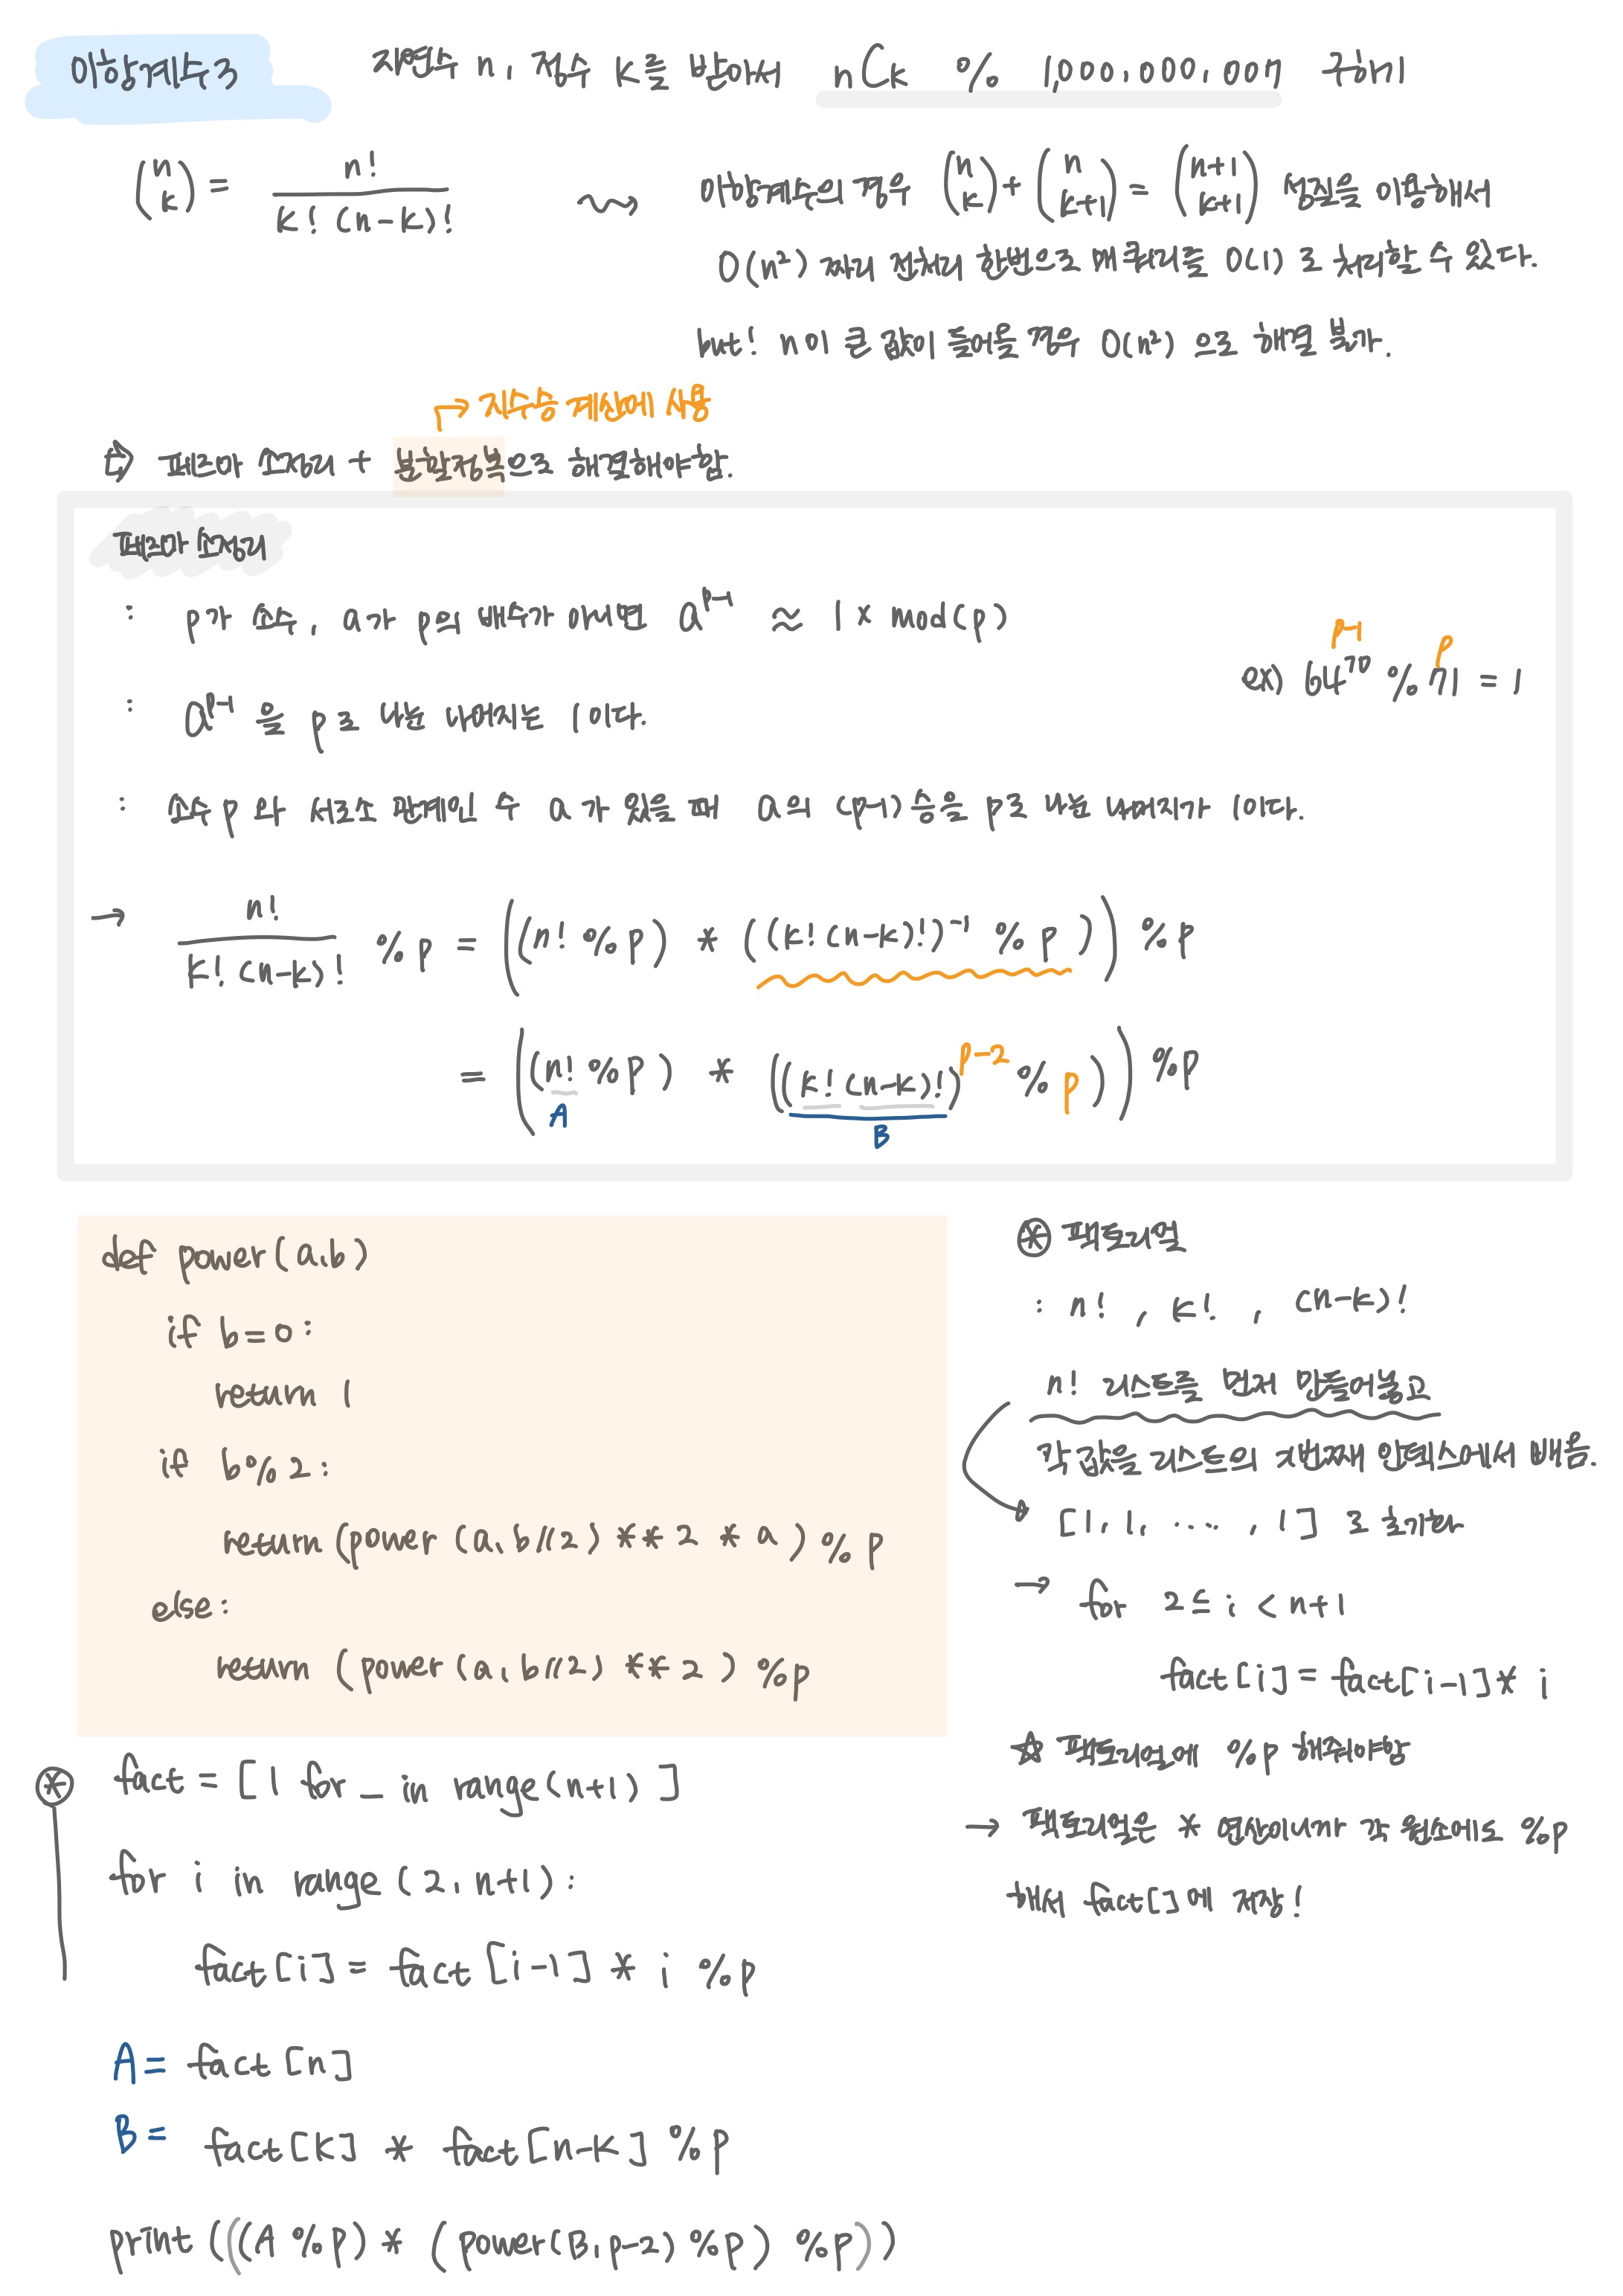 이항계수3 자연수 n, 정수 K를 받아서 nCk % 1,000,000,007 구하기
(n k) = n! / K! (n-k)! 이항계수의 경우 (n k) + (n k+1) = (n+1 k+1) 성질을 이용해서
O(n²) 짜리 전처리 한번으로 매 쿼리를 O(1)로 처리할 수 있다.
but! n이 큰 값이 들어올 경우 O(n²) 으로 해결 불가.
→ 지수승 계산에 사용
⇒ 페르마 소정리 + 분할정복으로 해결해야함.
페르마 소정리
: p가 소수, a가 p의 배수가 아니면 a^p-1 ≈ 1 × mod(p)
p-1 p
ex) 64^70 % 71 = 1
: a^p-1 을 p로 나눈 나머지는 1이다.
: 소수 p와 서로소 관계인 수 a가 있을 때 a의 (p-1)승을 p로 나눈 나머지가 1이다.
→ n! / K! (n-k)! % p = ((n! % p) * ((k! (n-k)!)^-1 % p)) % p
= ((n! % p) * ((k! (n-k)!)^p-2 % p)) % p
A B
def power(a,b)
if b=0:
return 1
if b%2:
return (power (a, b//2) ** 2 * a) % p
else:
return (power (a, b//2) ** 2) %p
⊛ 팩토리얼
: n! , k! , (n-k)!
n! 리스트를 먼저 만들어놓고
각 값을 리스트의 x번째 인덱스에서 배옴.
→ [1, 1, ..., 1] 로 초기화
→ for 2≤ i < n+1
fact[i] = fact[i-1] * i
☆ 팩토리얼에 %p 해줘야함
→ 팩토리얼은 * 연산이니까 각 원소에도 %p
해서 fact[]에 저장!
⊛ fact = [1 for _ in range(n+1)]
for i in range(2, n+1):
fact[i] = fact[i-1] * i %p
A = fact[n]
B = fact[K] * fact[n-K] %p
print (((A %p) * (power(B, p-2) %p) %p))